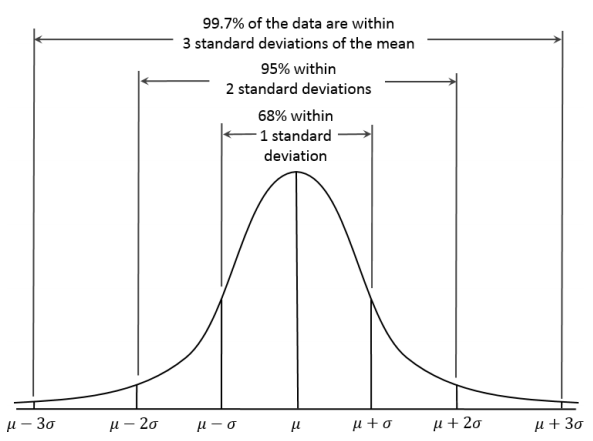 99.7% of the data are within
3 standard deviations of the mean
95% within
2 standard deviations
68% within
1 standard
deviation
μ − 3σ
μ − 2σ
μ − σ
μ
μ + σ
μ + 2σ
μ + 3σ